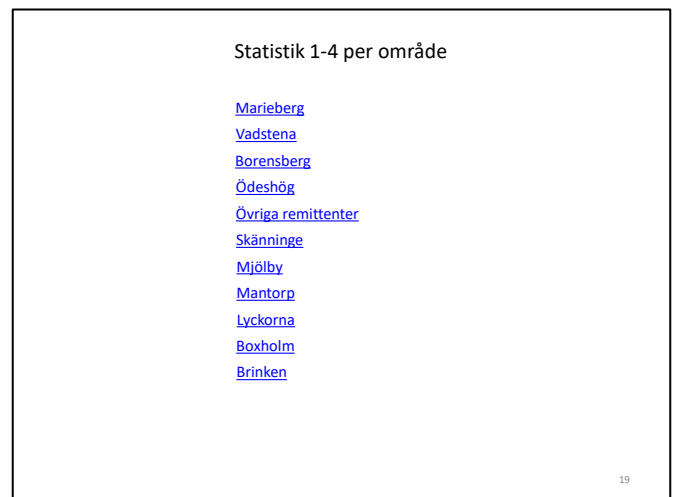 Statistik 1-4 per område
Marieberg
Vadstena
Borensberg
Ödeshög
Övriga remittenter
Skänninge
Mjölby
Mantorp
Lyckorna
Boxholm
Brinken
19